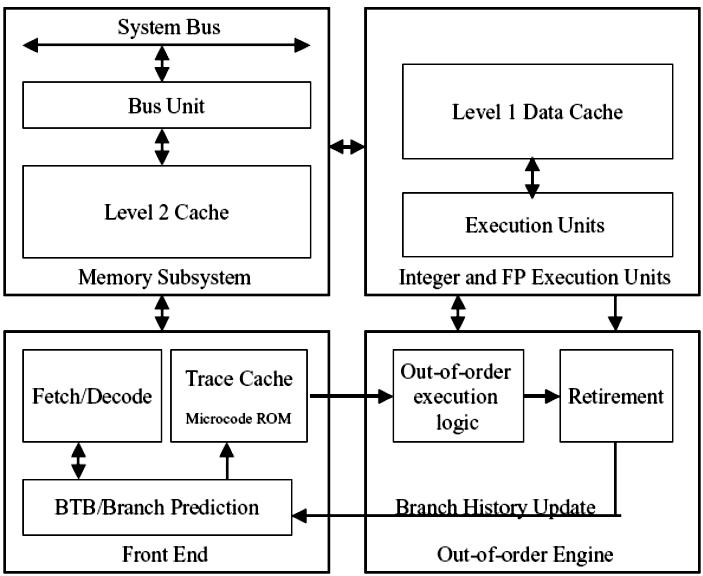 System Bus
Bus Unit
Level 2 Cache
Memory Subsystem
Level 1 Data Cache
Execution Units
Integer and FP Execution Units
Fetch/Decode
Trace Cache
Microcode ROM
BTB/Branch Prediction
Front End
Out-of-order
execution
logic
Retirement
Branch History Update
Out-of-order Engine